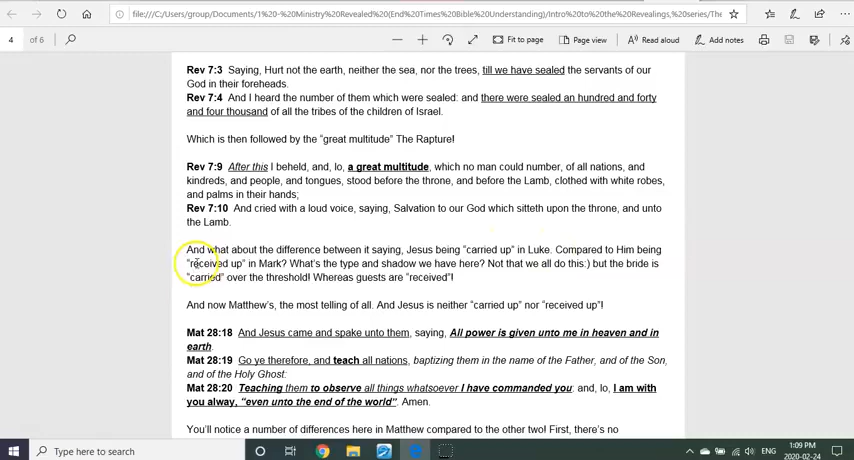 file:///C:/Users/group/Documents/1%20-%20Ministry%20Revealed%20(End%20Times%20Bible%20Understanding)/Intro%20to%20the%20Revealings,%20series/The
4 of 6
Fit to page
Page view
Read aloud
Add notes
Rev 7:3 Saying, Hurt not the earth, neither the sea, nor the trees, till we have sealed the servants of our
God in their foreheads.
Rev 7:4 And I heard the number of them which were sealed: and there were sealed an hundred and forty
and four thousand of all the tribes of the children of Israel.
Which is then followed by the "great multitude" The Rapture!
Rev 7:9 After this I beheld, and, lo, a great multitude, which no man could number, of all nations, and
kindreds, and people, and tongues, stood before the throne, and before the Lamb, clothed with white robes,
and palms in their hands;
Rev 7:10 And cried with a loud voice, saying, Salvation to our God which sitteth upon the throne, and unto
the Lamb.
And what about the difference between it saying, Jesus being "carried up" in Luke. Compared to Him being
"received up" in Mark? What's the type and shadow we have here? Not that we all do this:) but the bride is
"carried" over the threshold! Whereas guests are "received"!
And now Matthew's, the most telling of all. And Jesus is neither "carried up" nor "received up"!
Mat 28:18 And Jesus came and spake unto them, saying, All power is given unto me in heaven and in
earth.
Mat 28:19 Go ye therefore, and teach all nations, baptizing them in the name of the Father, and of the Son,
and of the Holy Ghost:
Mat 28:20 Teaching them to observe all things whatsoever I have commanded you: and, lo, I am with
you alway, "even unto the end of the world". Amen.
You'll notice a number of differences here in Matthew compared to the other two! First, there's no
Type here to search
ENG
1:09 PM
2020-02-24